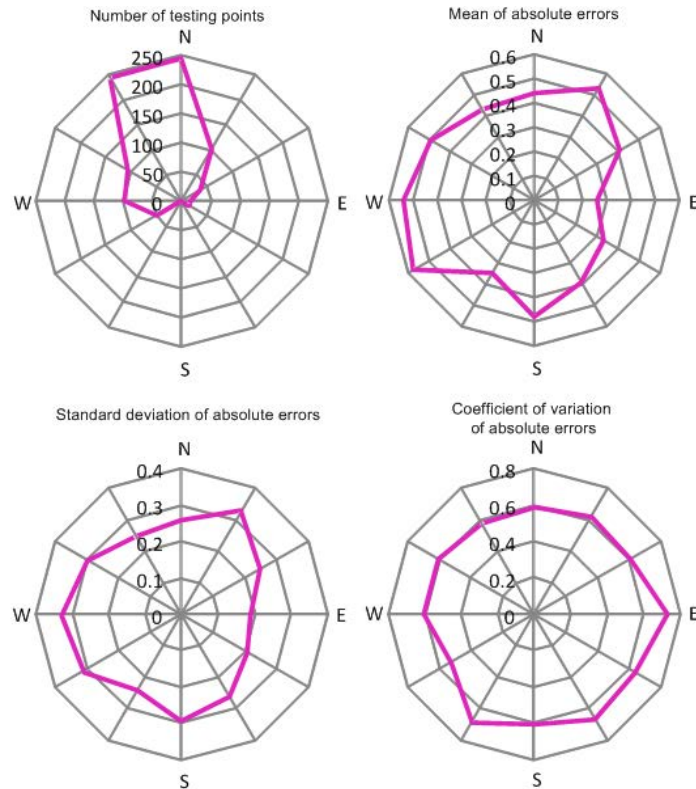 Number of testing points
N
250
200
150
100
50
0
W
E
S
Mean of absolute errors
N
0.6
0.5
0.4
0.3
0.2
0.1
0
W
E
S
Standard deviation of absolute errors
N
0.4
0.3
0.2
0.1
0
W
E
S
Coefficient of variation
of absolute errors
N
0.8
0.6
0.4
0.2
0
W
E
S